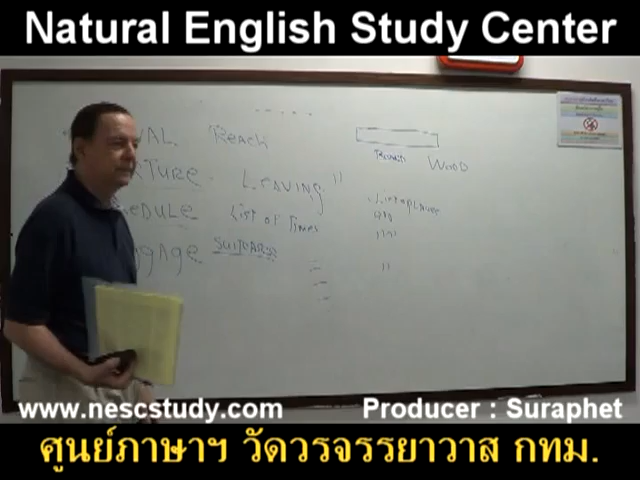 Natural English Study Center
IVAL REACH
TURE LEAVING "
EDULE LIST OF TIMES
gage SUITCASES
WOOD
www.nescstudy.com Producer : Suraphet
ศูนย์ภาษาฯ วัดวรจรรยาวาส กทม.